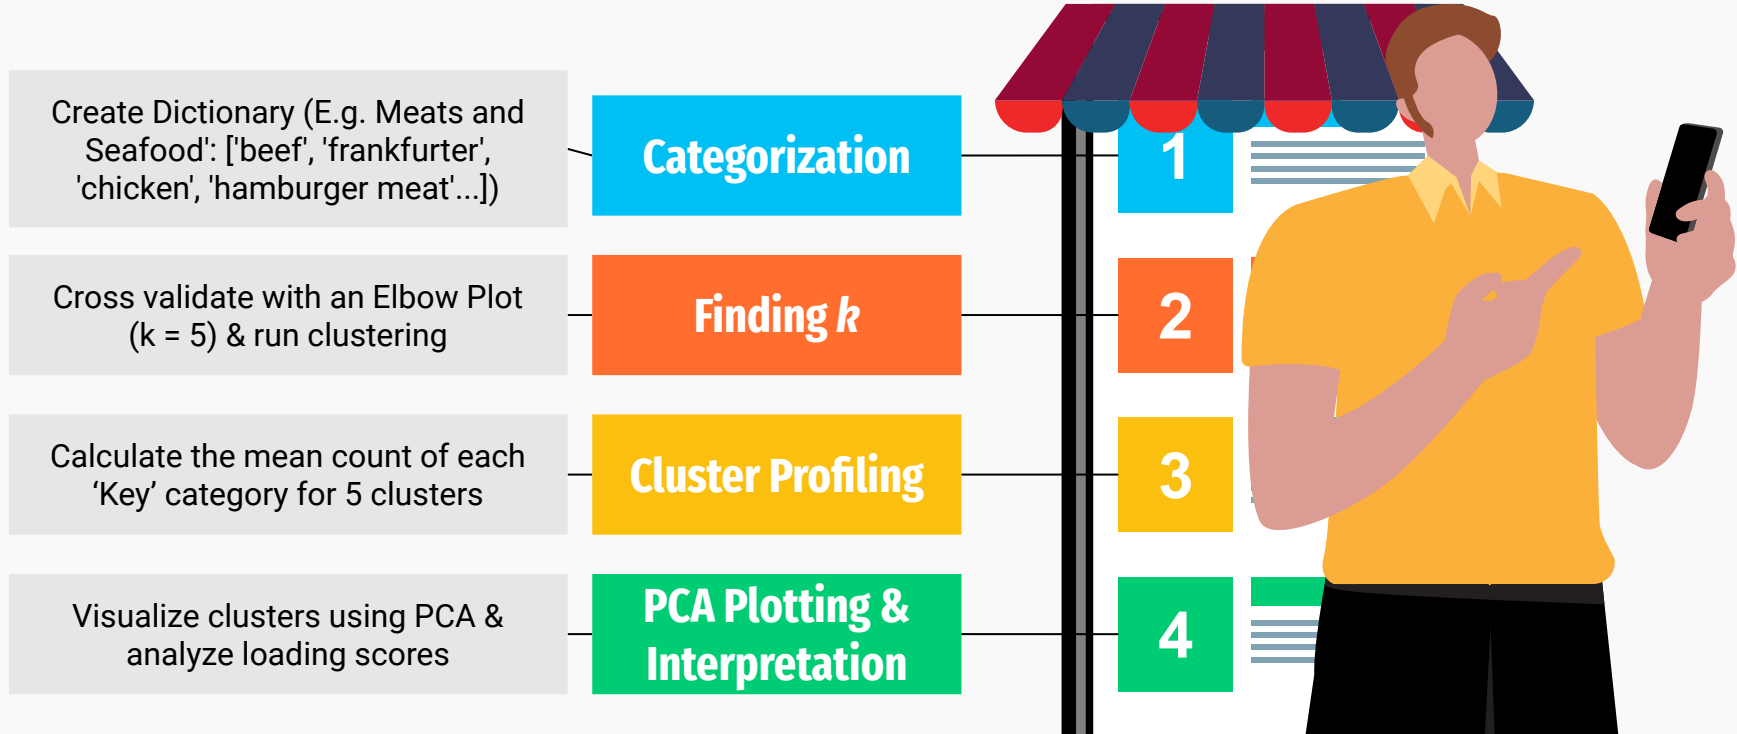 Create Dictionary (E.g. Meats and
Seafood': ['beef', 'frankfurter',
'chicken', 'hamburger meat'...])
Categorization
1
Cross validate with an Elbow Plot
(k = 5) & run clustering
Finding k
2
Calculate the mean count of each
‘Key’ category for 5 clusters
Cluster Profiling
3
Visualize clusters using PCA &
analyze loading scores
PCA Plotting &
Interpretation
4